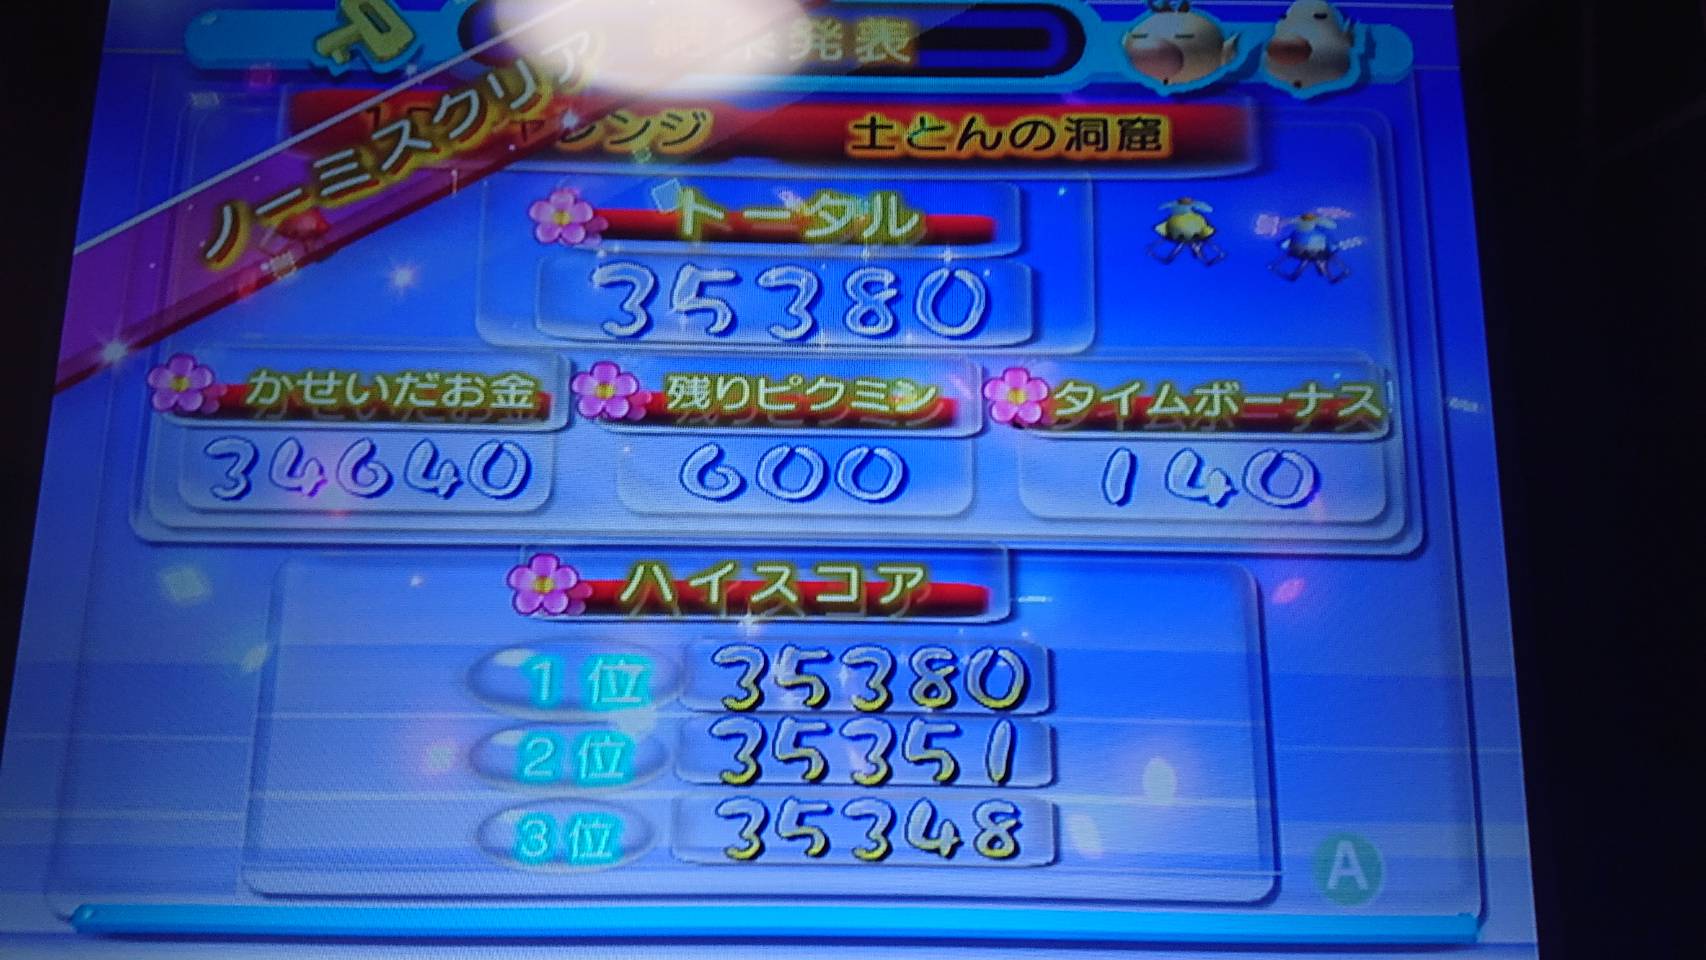 発表
ノーミスクリア
チャレンジ 土とんの洞窟
トータル
35380
かせいだお金 残りピクミン タイムボーナス
34640 600 140
ハイスコア
1位 35380
2位 35351
3位 35348
A